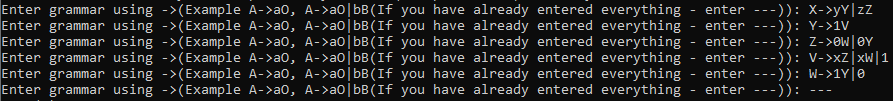 Enter grammar using ->(Example A->aO, A->aO|bB(If you have already entered everything - enter ---)): X->yY|zZ
Enter grammar using ->(Example A->aO, A->aO|bB(If you have already entered everything - enter ---)): Y->1V
Enter grammar using ->(Example A->aO, A->aO|bB(If you have already entered everything - enter ---)): Z->0W|0Y
Enter grammar using ->(Example A->aO, A->aO|bB(If you have already entered everything - enter ---)): V->xZ|xW|1
Enter grammar using ->(Example A->aO, A->aO|bB(If you have already entered everything - enter ---)): W->1Y|0
Enter grammar using ->(Example A->aO, A->aO|bB(If you have already entered everything - enter ---)): ---